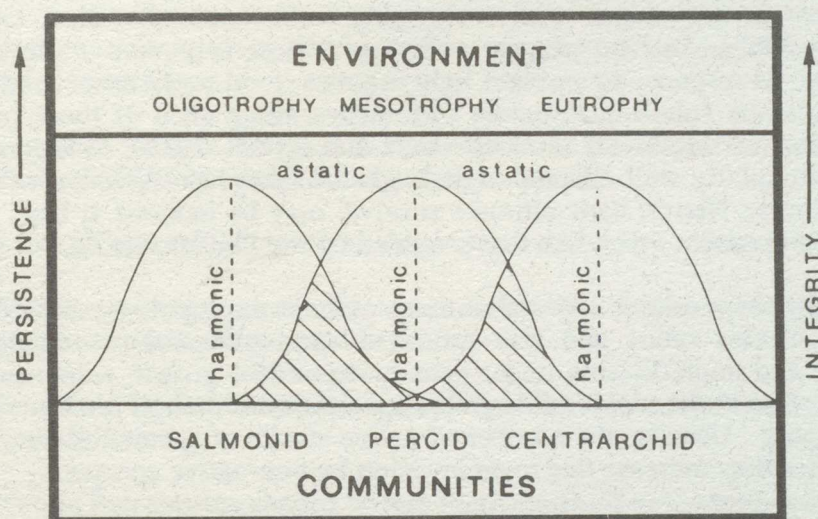 ENVIRONMENT
OLIGOTROPHY MESOTROPHY EUTROPHY
astatic astatic
PERSISTENCE
harmonic
harmonic
harmonic
INTEGRITY
SALMONID PERCID CENTRARCHID
COMMUNITIES